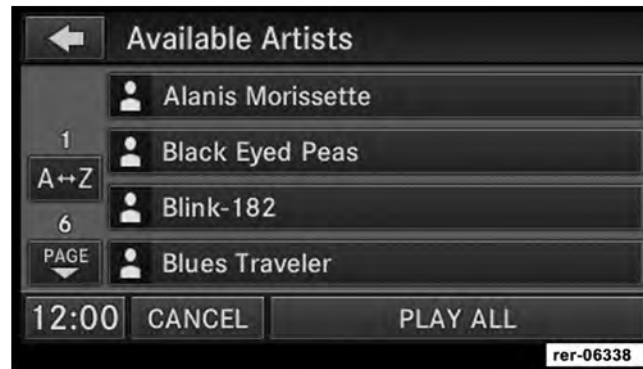 Available Artists
Alanis Morissette
1
Black Eyed Peas
A↔Z
Blink-182
6
PAGE
Blues Traveler
12:00 CANCEL PLAY ALL
rer-06338